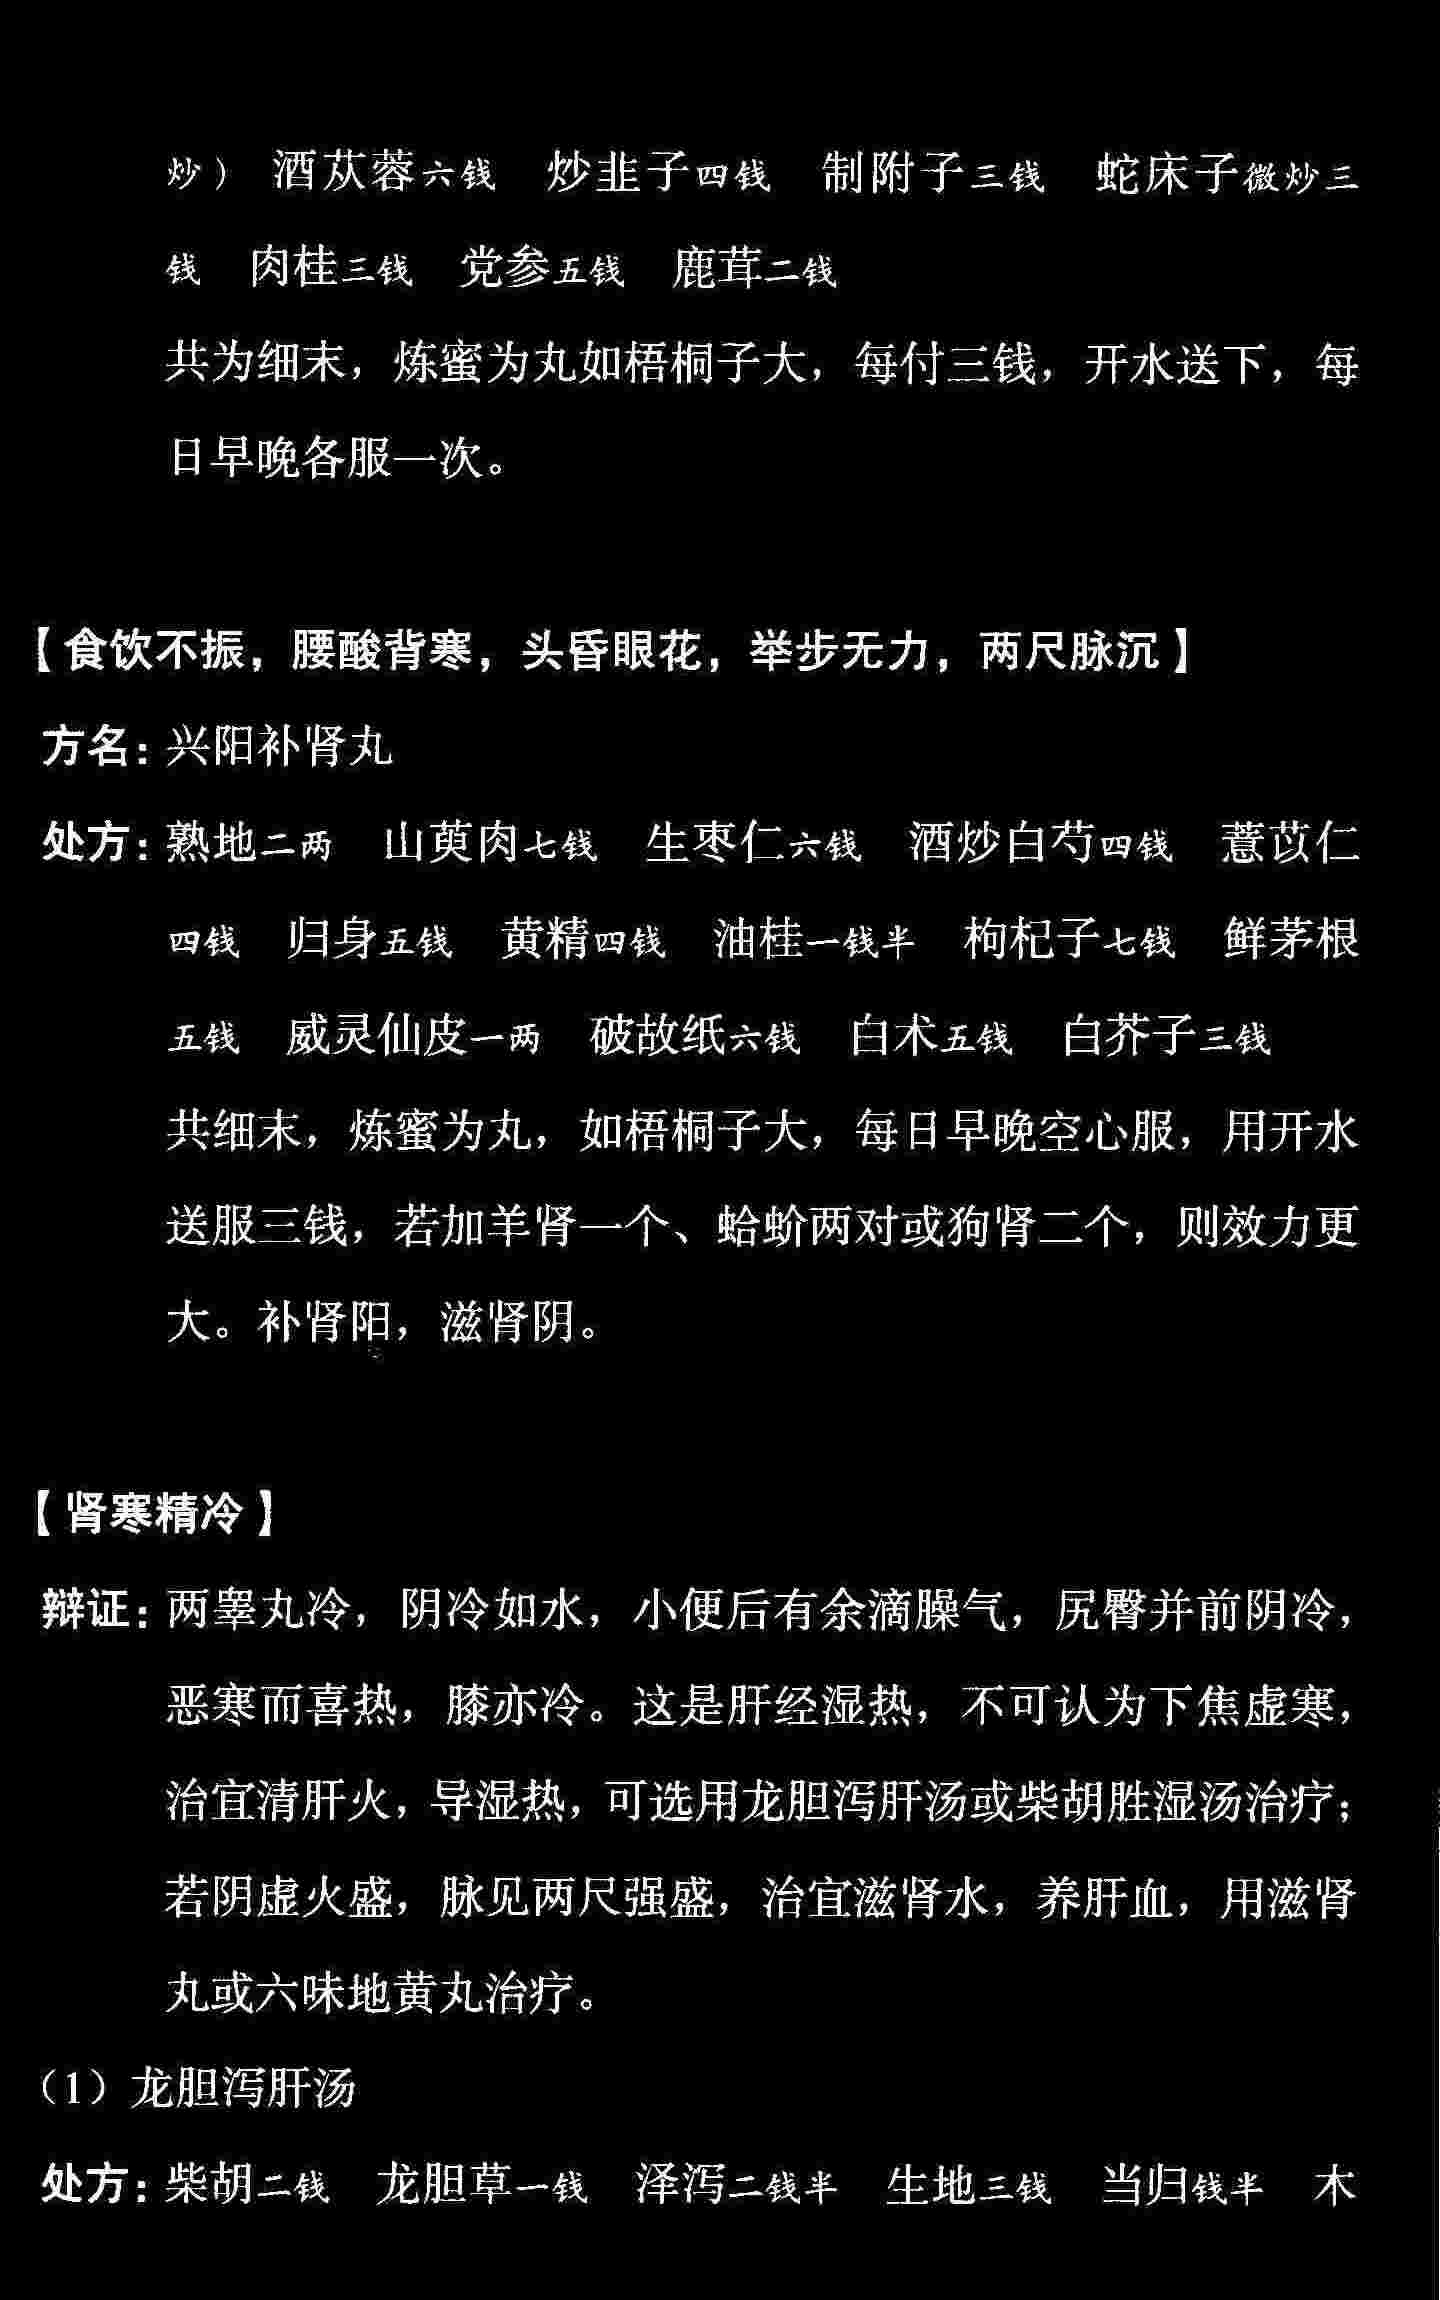 炒） 酒苁蓉六钱 炒韭子四钱 制附子三钱 蛇床子微炒三
钱 肉桂三钱 党参五钱 鹿茸二钱
共为细末，炼蜜为丸如梧桐子大，每付三钱，开水送下，每
日早晚各服一次。
【食饮不振，腰酸背寒，头昏眼花，举步无力，两尺脉沉】
方名：兴阳补肾丸
处方：熟地二两 山萸肉七钱 生枣仁六钱 酒炒白芍四钱 薏苡仁
四钱 归身五钱 黄精四钱 油桂一钱半 枸杞子七钱 鲜茅根
五钱 威灵仙皮一两 破故纸六钱 白术五钱 白芥子三钱
共细末，炼蜜为丸，如梧桐子大，每日早晚空心服，用开水
送服三钱，若加羊肾一个、蛤蚧两对或狗肾二个，则效力更
大。补肾阳，滋肾阴。
【肾寒精冷】
辩证：两睾丸冷，阴冷如水，小便后有余滴臊气，尻臀并前阴冷，
恶寒而喜热，膝亦冷。这是肝经湿热，不可认为下焦虚寒，
治宜清肝火，导湿热，可选用龙胆泻肝汤或柴胡胜湿汤治疗；
若阴虚火盛，脉见两尺强盛，治宜滋肾水，养肝血，用滋肾
丸或六味地黄丸治疗。
（1）龙胆泻肝汤
处方：柴胡二钱 龙胆草一钱 泽泻二钱半 生地三钱 当归钱半 木